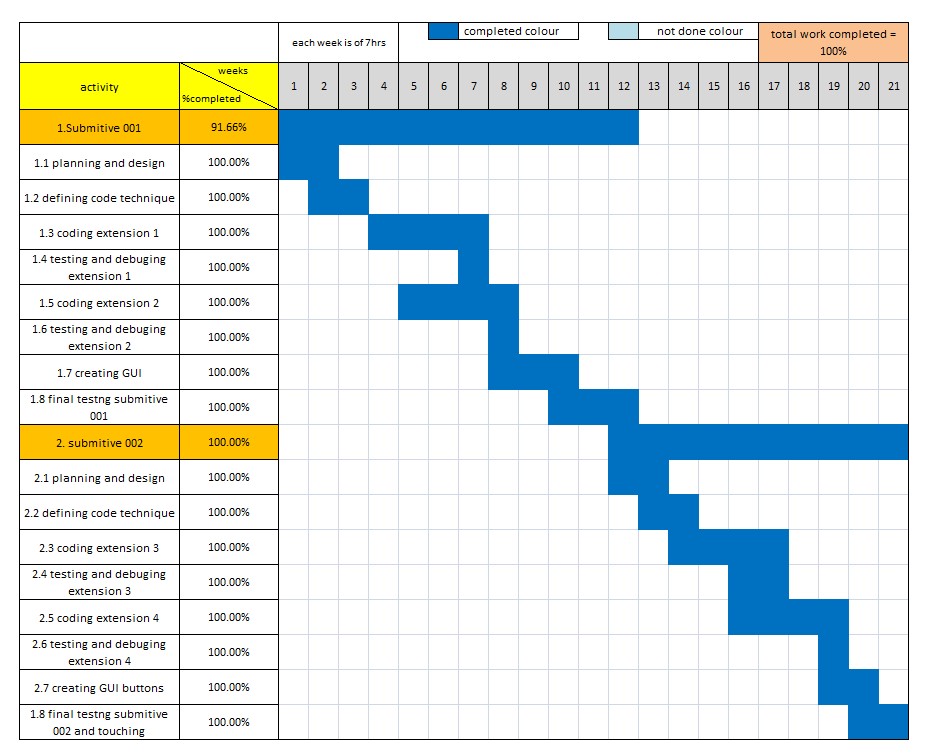 each week is of 7hrs
completed colour
not done colour
total work completed =
100%
activity
weeks
%completed
1 2 3 4 5 6 7 8 9 10 11 12 13 14 15 16 17 18 19 20 21
1.Submitive 001 91.66%
1.1 planning and design 100.00%
1.2 defining code technique 100.00%
1.3 coding extension 1 100.00%
1.4 testing and debuging
extension 1
100.00%
1.5 coding extension 2 100.00%
1.6 testing and debuging
extension 2
100.00%
1.7 creating GUI 100.00%
1.8 final testng submitive
001
100.00%
2. submitive 002 100.00%
2.1 planning and design 100.00%
2.2 defining code technique 100.00%
2.3 coding extension 3 100.00%
2.4 testing and debuging
extension 3
100.00%
2.5 coding extension 4 100.00%
2.6 testing and debuging
extension 4
100.00%
2.7 creating GUI buttons 100.00%
1.8 final testng submitive
002 and touching
100.00%